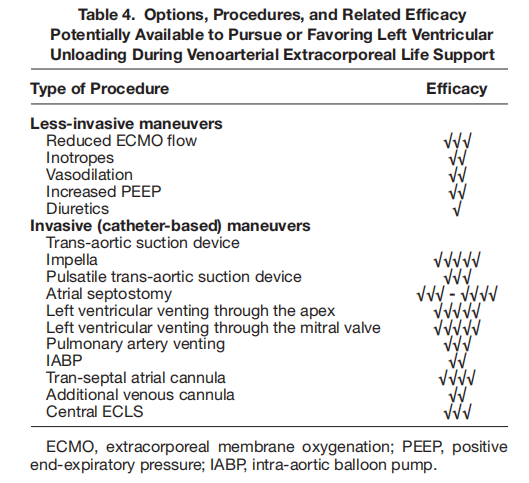 Table 4. Options, Procedures, and Related Efficacy
Potentially Available to Pursue or Favoring Left Ventricular
Unloading During Venoarterial Extracorporeal Life Support
Type of Procedure Efficacy
Less-invasive maneuvers
Reduced ECMO flow √√√
Inotropes √√
Vasodilation √√
Increased PEEP √√
Diuretics √
Invasive (catheter-based) maneuvers
Trans-aortic suction device
Impella √√√√√
Pulsatile trans-aortic suction device √√√
Atrial septostomy √√√ - √√√√
Left ventricular venting through the apex √√√√√
Left ventricular venting through the mitral valve √√√√√
Pulmonary artery venting √√√
IABP √√
Tran-septal atrial cannula √√√√
Additional venous cannula √√
Central ECLS √√√
ECMO, extracorporeal membrane oxygenation; PEEP, positive
end-expiratory pressure; IABP, intra-aortic balloon pump.